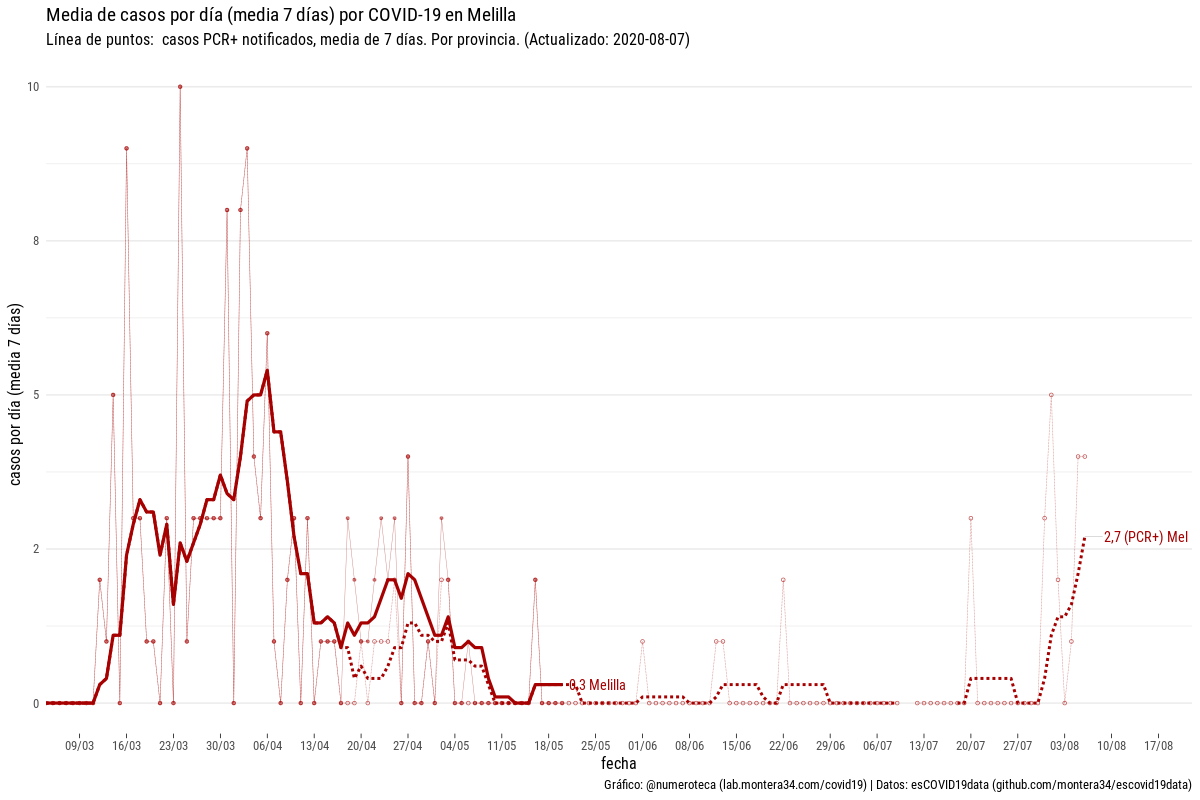 Media de casos por día (media 7 días) por COVID-19 en Melilla
Línea de puntos:  casos PCR+ notificados, media de 7 días. Por provincia. (Actualizado: 2020-08-07)
casos por día (media 7 días)
10
8
5
2
0
0,3 Melilla
2,7 (PCR+) Mel
09/03 16/03 23/03 30/03 06/04 13/04 20/04 27/04 04/05 11/05 18/05 25/05 01/06 08/06 15/06 22/06 29/06 06/07 13/07 20/07 27/07 03/08 10/08 17/08
fecha
Gráfico: @numeroteca (lab.montera34.com/covid19) | Datos: esCOVID19data (github.com/montera34/escovid19data)